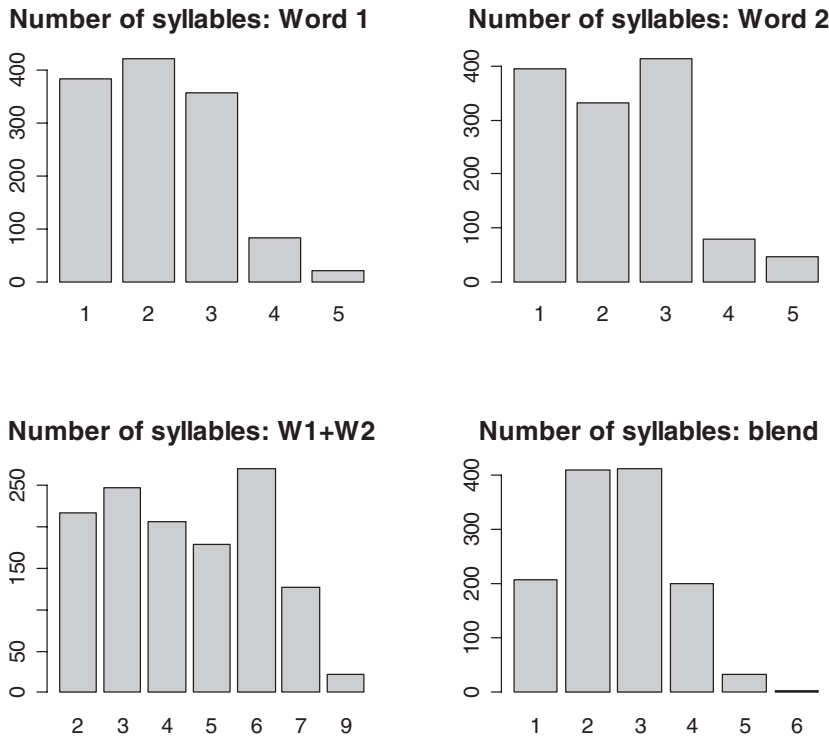 Number of syllables: Word 1
400
300
200
100
0
1 2 3 4 5
Number of syllables: Word 2
400
300
200
100
0
1 2 3 4 5
Number of syllables: W1+W2
250
150
50
0
2 3 4 5 6 7 9
Number of syllables: blend
400
300
200
100
0
1 2 3 4 5 6